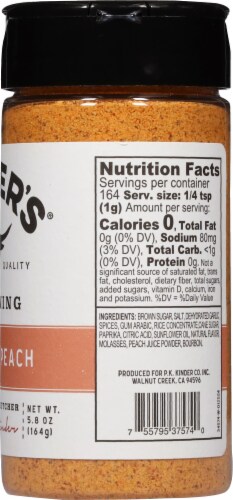 ER'S®
QUALITY
NING
PEACH
UTCHER
NET WT.
5.8 OZ
(164g)
Nutrition Facts
Servings per container
164 Serv. size: 1/4 tsp
(1g) Amount per serving:
Calories 0, Total Fat
0g (0% DV), Sodium 80mg
(3% DV), Total Carb. <1g
(0% DV), Protein 0g. Not a
significant source of saturated fat, trans
fat, cholesterol, dietary fiber, total sugars,
added sugars, vitamin D, calcium, iron
and potassium. %DV = %Daily Value
INGREDIENTS: BROWN SUGAR, SALT, DEHYDRATED GARLIC,
SPICES, GUM ARABIC, RICE CONCENTRATE, CANE SUGAR,
PAPRIKA, CITRIC ACID, SUNFLOWER OIL, NATURAL FLAVOR,
MOLASSES, PEACH JUICE POWDER, BOURBON.
PRODUCED FOR P.K. KINDER CO. INC.
WALNUT CREEK, CA 94596
7 55795 37574 0